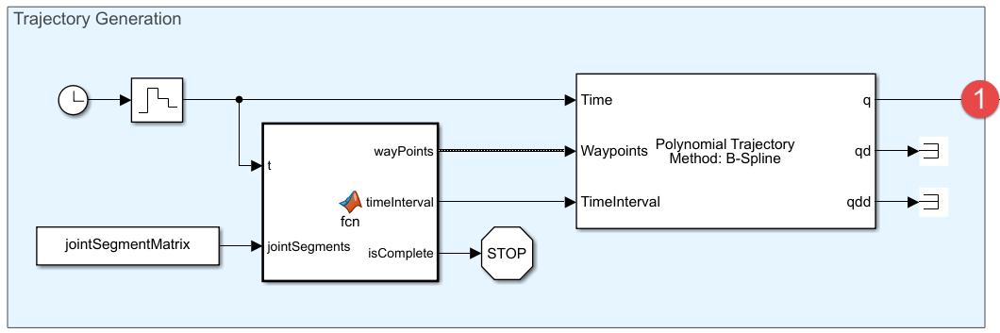 Trajectory Generation
Time
q
1
wayPoints
Waypoints
Polynomial Trajectory
Method: B-Spline
qd
t
timeInterval
TimeInterval
qdd
fcn
jointSegmentMatrix
jointSegments
isComplete
STOP